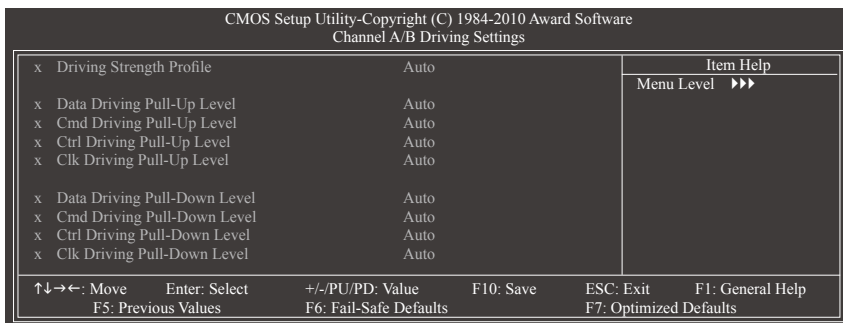 CMOS Setup Utility-Copyright (C) 1984-2010 Award Software
Channel A/B Driving Settings
x Driving Strength Profile Auto
Item Help
Menu Level ▶▶▶
x Data Driving Pull-Up Level Auto
x Cmd Driving Pull-Up Level Auto
x Ctrl Driving Pull-Up Level Auto
x Clk Driving Pull-Up Level Auto
x Data Driving Pull-Down Level Auto
x Cmd Driving Pull-Down Level Auto
x Ctrl Driving Pull-Down Level Auto
x Clk Driving Pull-Down Level Auto
↑↓→←: Move Enter: Select +/-/PU/PD: Value F10: Save ESC: Exit F1: General Help
F5: Previous Values F6: Fail-Safe Defaults F7: Optimized Defaults